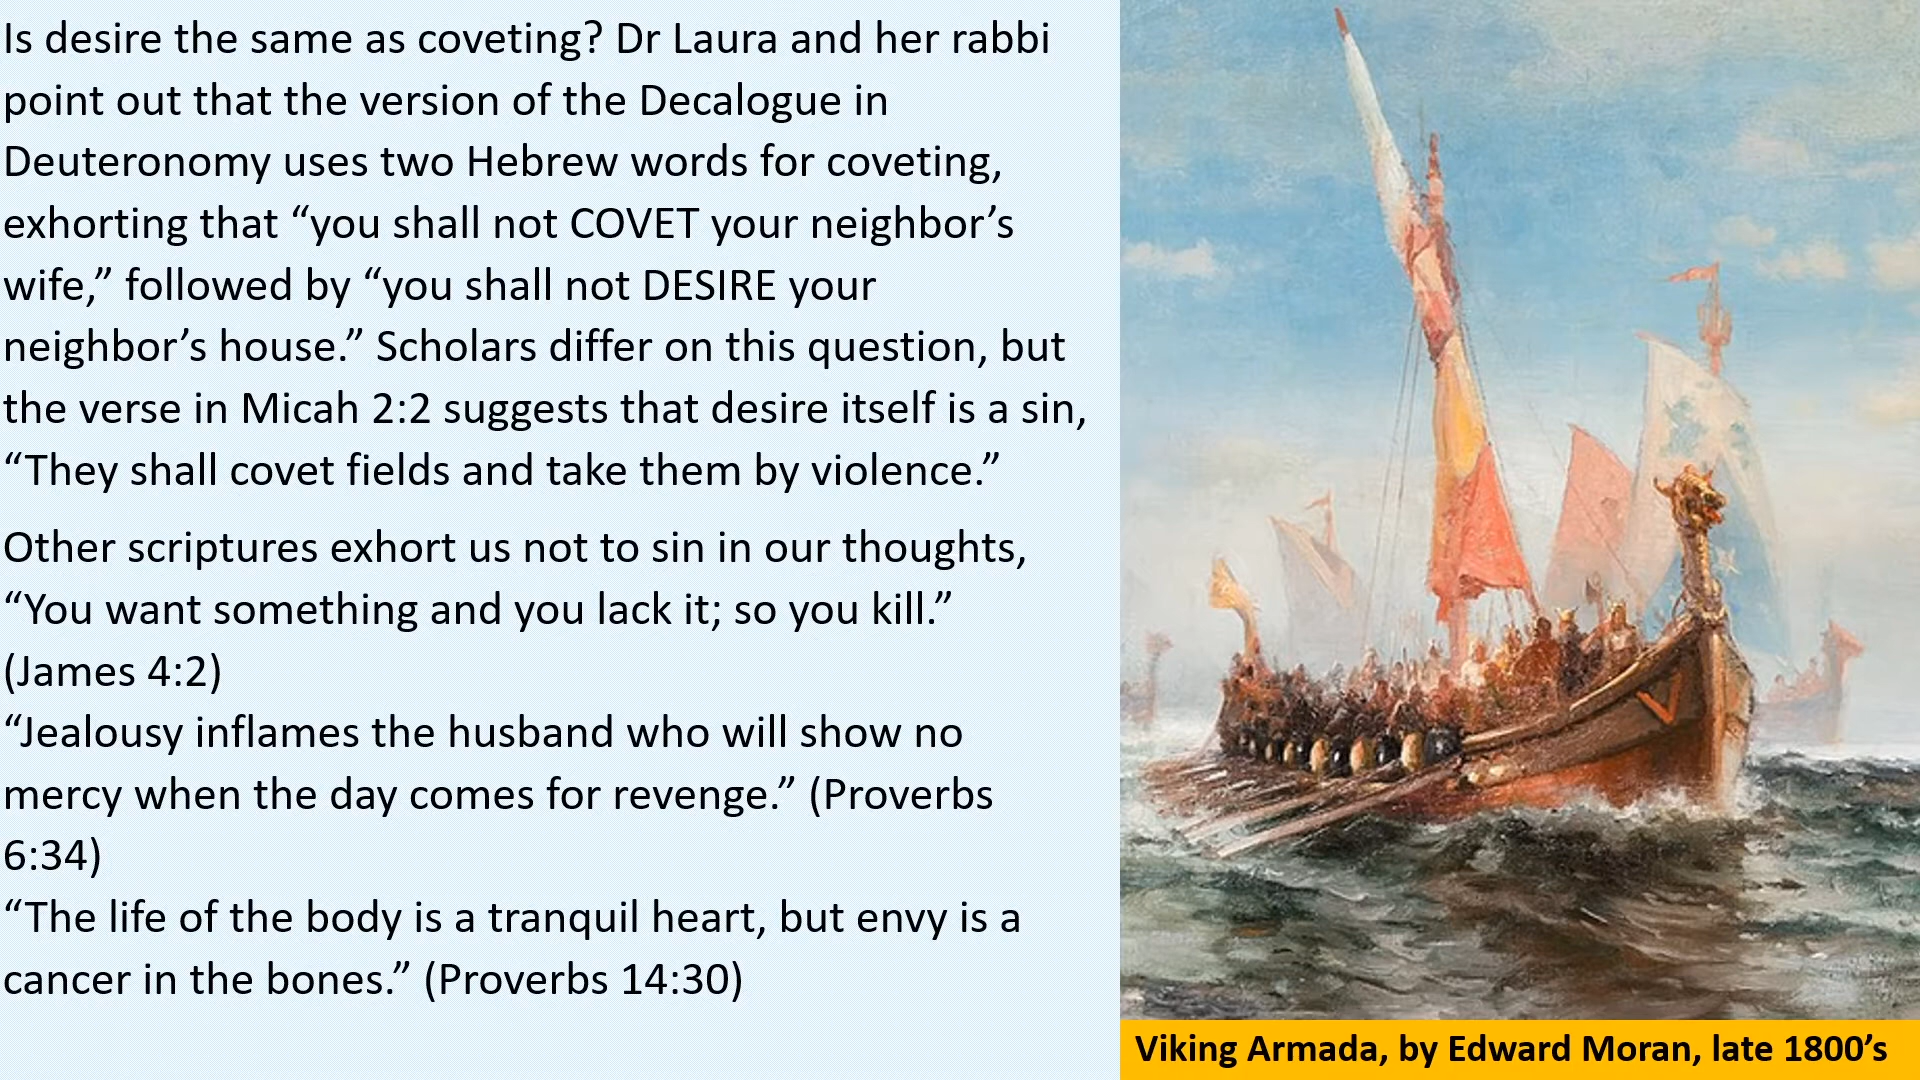 Is desire the same as coveting? Dr Laura and her rabbi
point out that the version of the Decalogue in
Deuteronomy uses two Hebrew words for coveting,
exhorting that “you shall not COVET your neighbor’s
wife,” followed by “you shall not DESIRE your
neighbor’s house.” Scholars differ on this question, but
the verse in Micah 2:2 suggests that desire itself is a sin,
“They shall covet fields and take them by violence.”
Other scriptures exhort us not to sin in our thoughts,
“You want something and you lack it; so you kill.”
(James 4:2)
“Jealousy inflames the husband who will show no
mercy when the day comes for revenge.” (Proverbs
6:34)
“The life of the body is a tranquil heart, but envy is a
cancer in the bones.” (Proverbs 14:30)
Viking Armada, by Edward Moran, late 1800’s